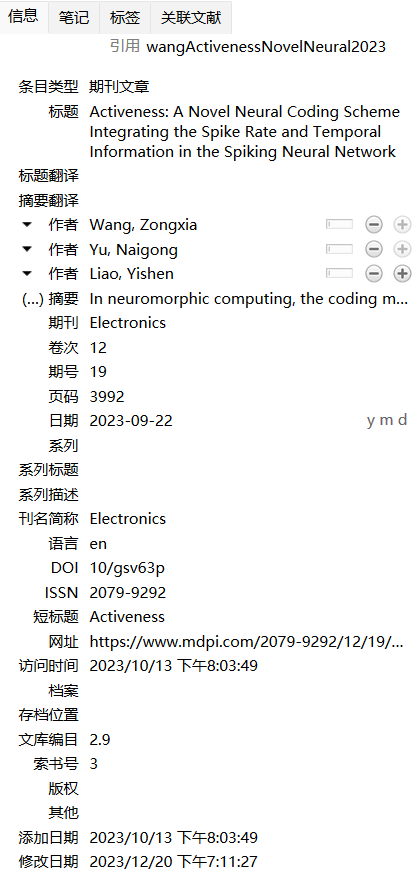 信息 笔记 标签 关联文献
引用 wangActivenessNovelNeural2023
条目类型 期刊文章
标题 Activeness: A Novel Neural Coding Scheme
Integrating the Spike Rate and Temporal
Information in the Spiking Neural Network
标题翻译
摘要翻译
作者 Wang, Zongxia
作者 Yu, Naigong
作者 Liao, Yishen
(...) 摘要 In neuromorphic computing, the coding m...
期刊 Electronics
卷次 12
期号 19
页码 3992
日期 2023-09-22 y m d
系列
系列标题
系列描述
刊名简称 Electronics
语言 en
DOI 10/gsv63p
ISSN 2079-9292
短标题 Activeness
网址 https://www.mdpi.com/2079-9292/12/19/...
访问时间 2023/10/13 下午8:03:49
档案
存档位置
文库编目 2.9
索书号 3
版权
其他
添加日期 2023/10/13 下午8:03:49
修改日期 2023/12/20 下午7:11:27